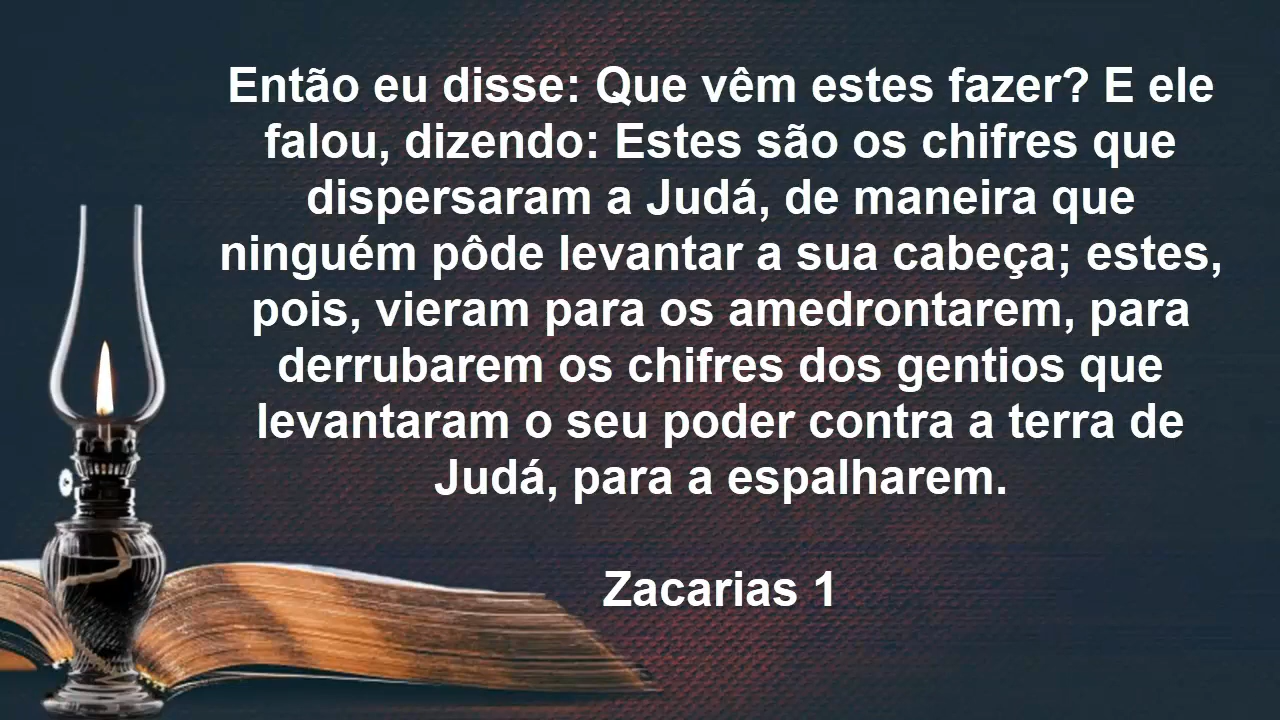 Então eu disse: Que vêm estes fazer? E ele
falou, dizendo: Estes são os chifres que
dispersaram a Judá, de maneira que
ninguém pôde levantar a sua cabeça; estes,
pois, vieram para os amedrontarem, para
derrubarem os chifres dos gentios que
levantaram o seu poder contra a terra de
Judá, para a espalharem.
Zacarias 1